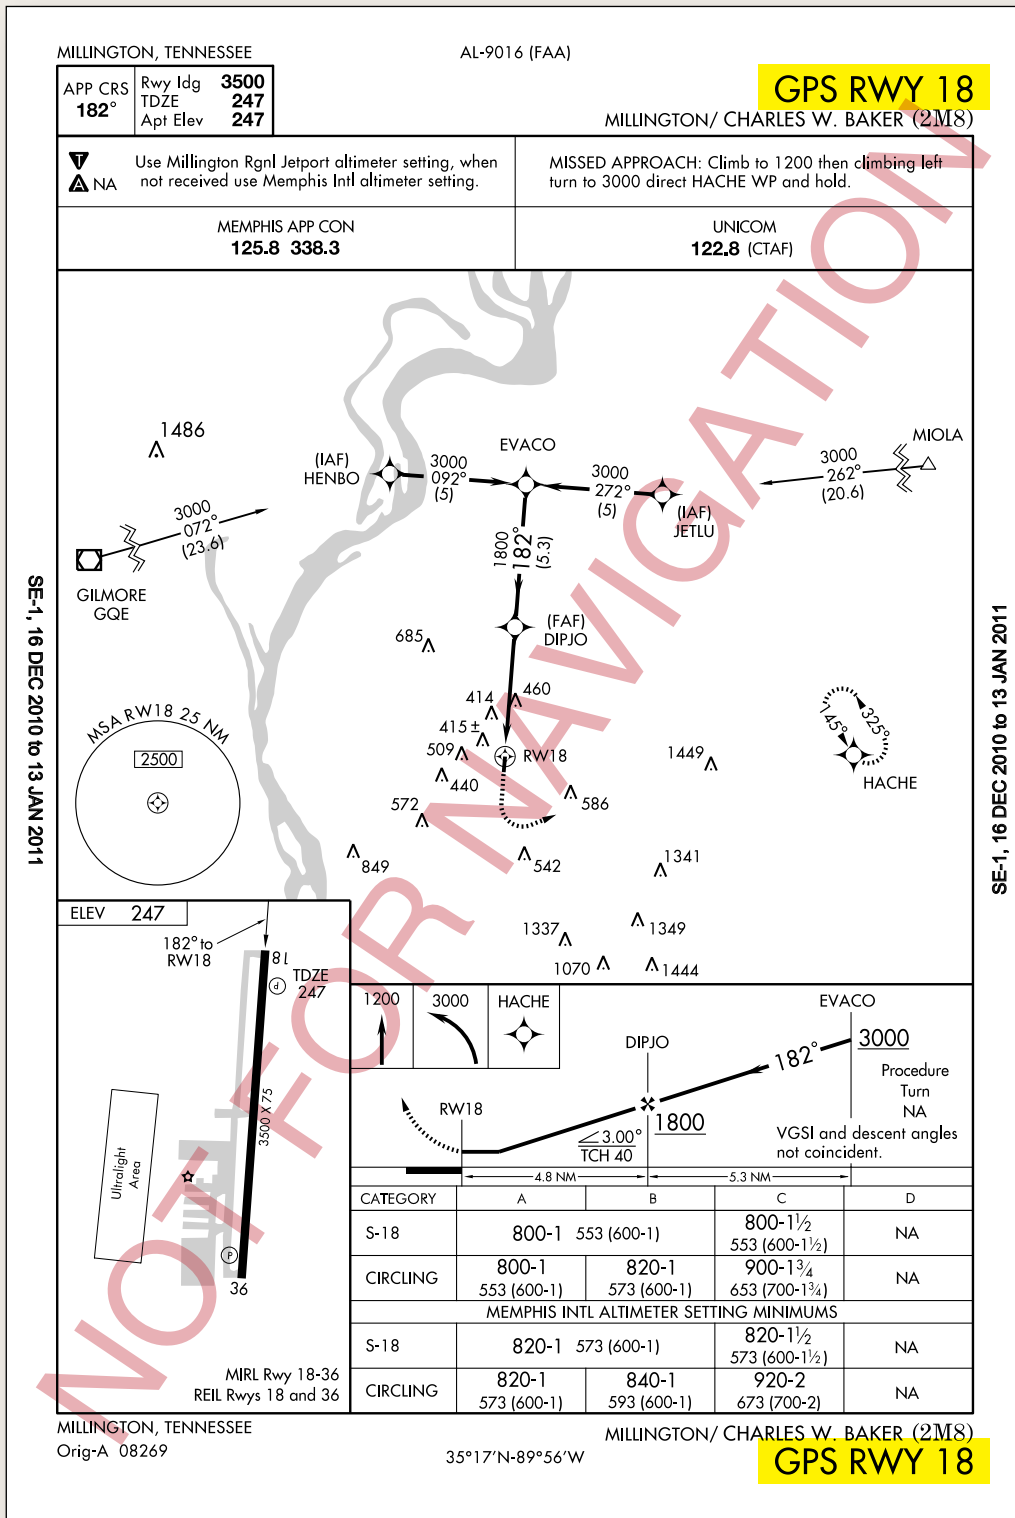 MILLINGTON, TENNESSEE
AL-9016 (FAA)
APP CRS
182°
Rwy ldg 3500
TDZE 247
Apt Elev 247
GPS RWY 18
MILLINGTON/ CHARLES W. BAKER (2M8)
T
A NA
Use Millington Rgnl Jetport altimeter setting, when
not received use Memphis Intl altimeter setting.
MISSED APPROACH: Climb to 1200 then climbing left
turn to 3000 direct HACHE WP and hold.
MEMPHIS APP CON
125.8 338.3
UNICOM
122.8 (CTAF)
1486
(IAF)
HENBO
3000
092°
(5)
EVACO
3000
272°
(5)
(IAF)
JETLU
3000
262°
(20.6)
MIOLA
3000
072°
(23.6)
GILMORE
GQE
1800
182°
(5.3)
(FAF)
DIPJO
685
460
414
415±
509
440
RW18
572
586
849
542
1449
1341
1337
1349
1070
1444
145°
325°
HACHE
MSA RW18 25 NM
2500
SE-1, 16 DEC 2010 to 13 JAN 2011
SE-1, 16 DEC 2010 to 13 JAN 2011
NOT FOR NAVIGATION
ELEV 247
182° to
RW18
18
P
TDZE
247
3500 X 75
Ultralight
Area
P
36
MIRL Rwy 18-36
REIL Rwys 18 and 36
1200
3000
HACHE
EVACO
DIPJO
182°
3000
Procedure
Turn
NA
RW18
1800
3.00°
TCH 40
VGSI and descent angles
not coincident.
4.8 NM
5.3 NM
CATEGORY A B C D
S-18 800-1 553 (600-1) 800-1½ 553 (600-1½) NA
CIRCLING 800-1 553 (600-1) 820-1 573 (600-1) 900-1¾ 653 (700-1¾) NA
MEMPHIS INTL ALTIMETER SETTING MINIMUMS
S-18 820-1 573 (600-1) 820-1½ 573 (600-1½) NA
CIRCLING 820-1 573 (600-1) 840-1 593 (600-1) 920-2 673 (700-2) NA
MILLINGTON, TENNESSEE
Orig-A 08269
35°17'N-89°56'W
MILLINGTON/ CHARLES W. BAKER (2M8)
GPS RWY 18